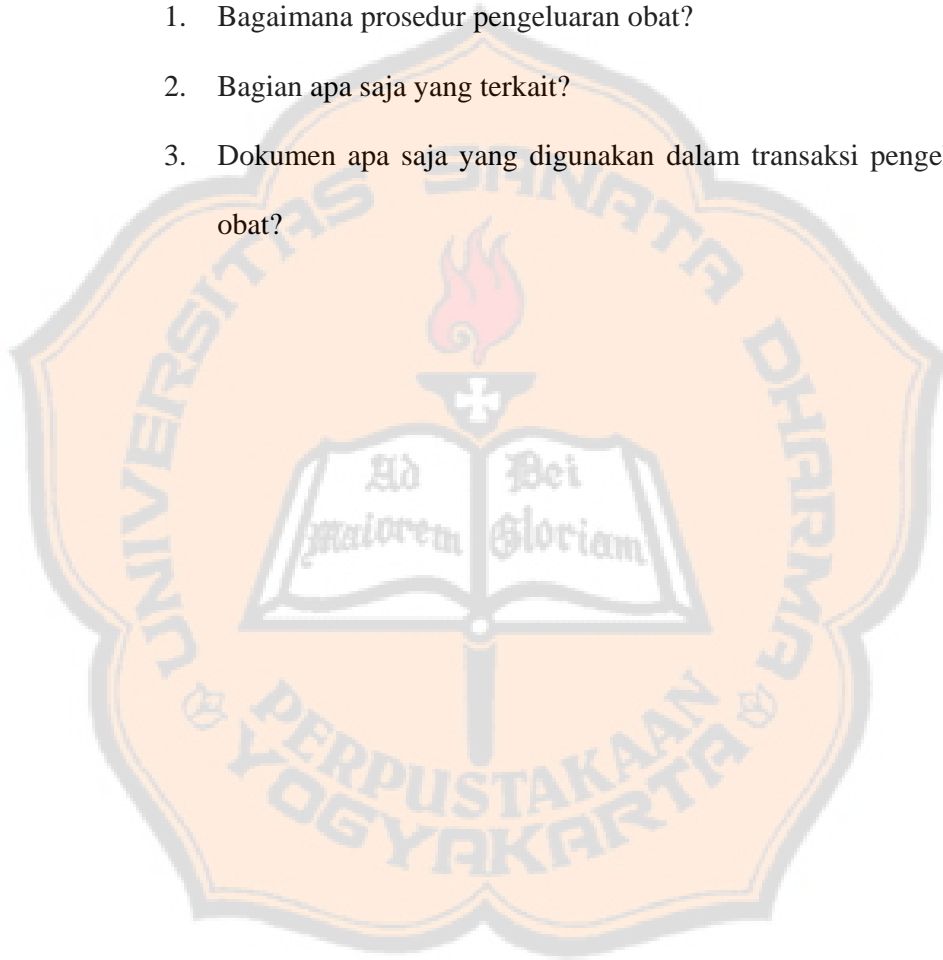 1. Bagaimana prosedur pengeluaran obat?
2. Bagian apa saja yang terkait?
3. Dokumen apa saja yang digunakan dalam transaksi
obat?
UNIVERSITAS SANATA DHARMA
Ad
Dei
maiorem
Gloriam
PERPUSTAKAAN
YOGYAKARTA